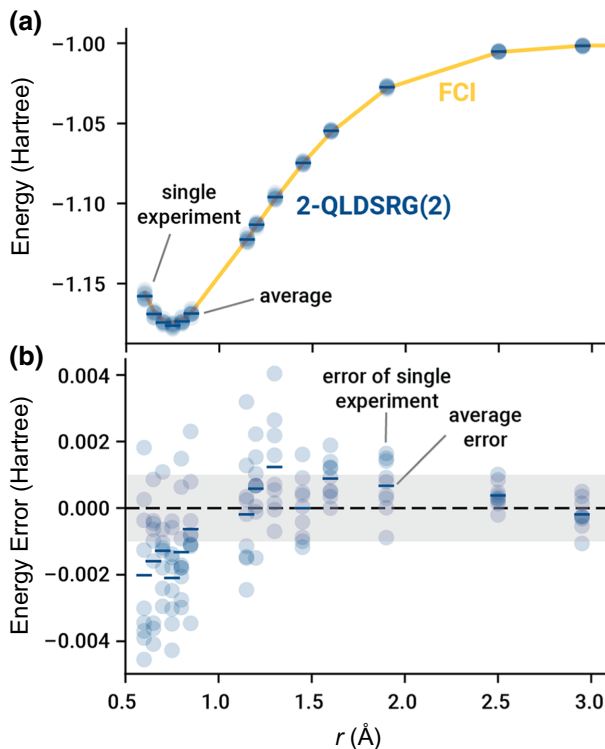 (a)
Energy (Hartree)
−1.00
−1.05
−1.10
−1.15
FCI
single
experiment
2-QLDSRG(2)
average
(b)
Energy Error (Hartree)
0.004
0.002
0.000
−0.002
−0.004
error of single
experiment
average
error
0.5
1.0
1.5
2.0
2.5
3.0
r (Å)